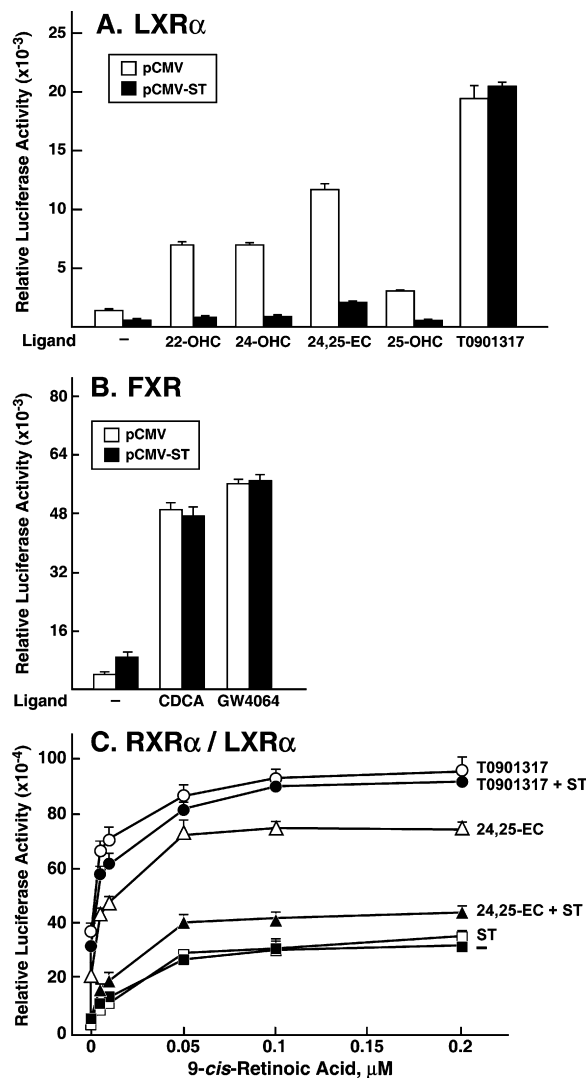 A. LXRα
Relative Luciferase Activity (x10-3)
25
20
15
10
5
pCMV
pCMV-ST
Ligand
–
22-OHC
24-OHC
24,25-EC
25-OHC
T0901317
B. FXR
Relative Luciferase Activity (x10-3)
80
64
48
32
16
pCMV
pCMV-ST
Ligand
–
CDCA
GW4064
C. RXRα / LXRα
Relative Luciferase Activity (x10-4)
100
80
60
40
20
0
T0901317
T0901317 + ST
24,25-EC
24,25-EC + ST
ST
–
0
0.05
0.1
0.15
0.2
9-cis-Retinoic Acid, µM